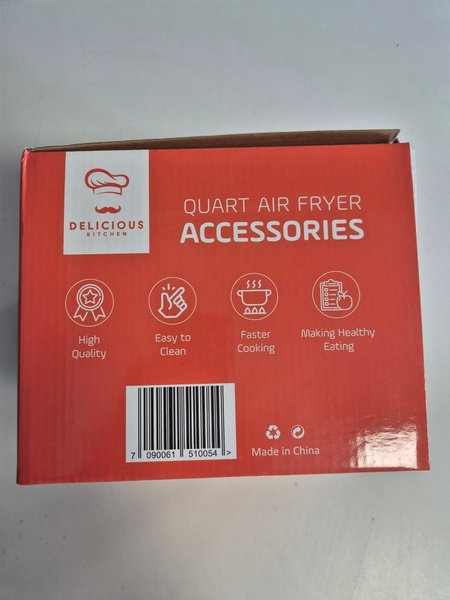 DELICIOUS
KITCHEN
QUART AIR FRYER
ACCESSORIES
High
Quality
Easy to
Clean
Faster
Cooking
Making Healthy
Eating
7 090061 510054 >
Made in China